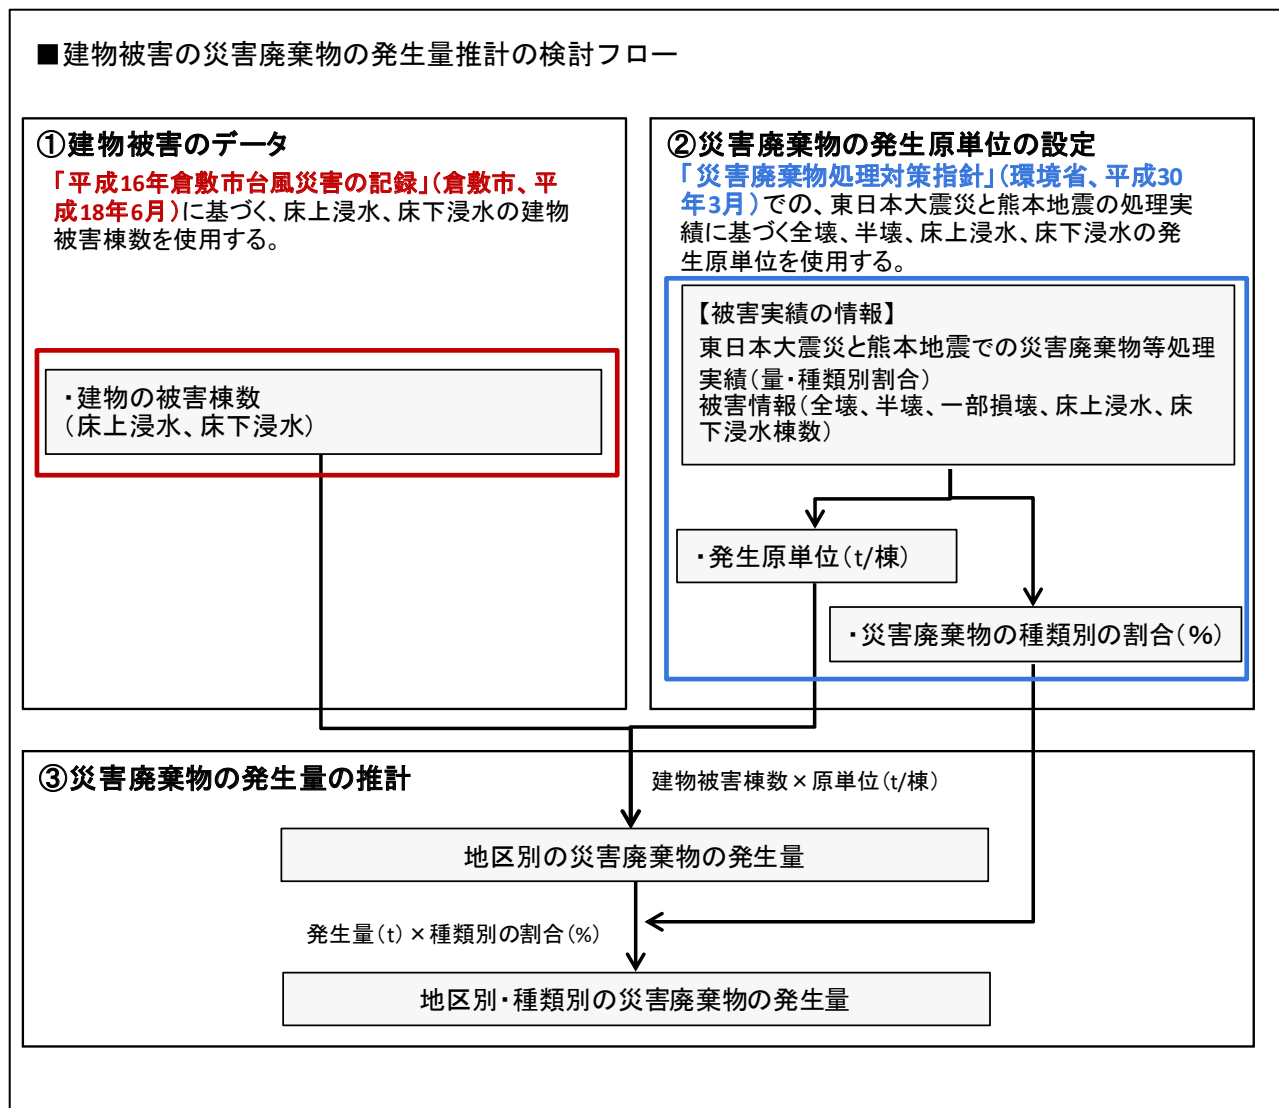 ■建物被害の災害廃棄物の発生量推計の検討フロー
①建物被害のデータ
「平成16年倉敷市台風災害の記録」(倉敷市、平
成18年6月)に基づく、床上浸水、床下浸水の建物
被害棟数を使用する。
・建物の被害棟数
(床上浸水、床下浸水)
②災害廃棄物の発生原単位の設定
「災害廃棄物処理対策指針」(環境省、平成30
年3月)での、東日本大震災と熊本地震の処理実
績に基づく全壊、半壊、床上浸水、床下浸水の発
生原単位を使用する。
【被害実績の情報】
東日本大震災と熊本地震での災害廃棄物等処理
実績(量・種類別割合)
被害情報(全壊、半壊、一部損壊、床上浸水、床
下浸水棟数)
・発生原単位(t/棟)
・災害廃棄物の種類別の割合(%)
③災害廃棄物の発生量の推計
建物被害棟数×原単位(t/棟)
地区別の災害廃棄物の発生量
発生量(t)×種類別の割合(%)
地区別・種類別の災害廃棄物の発生量